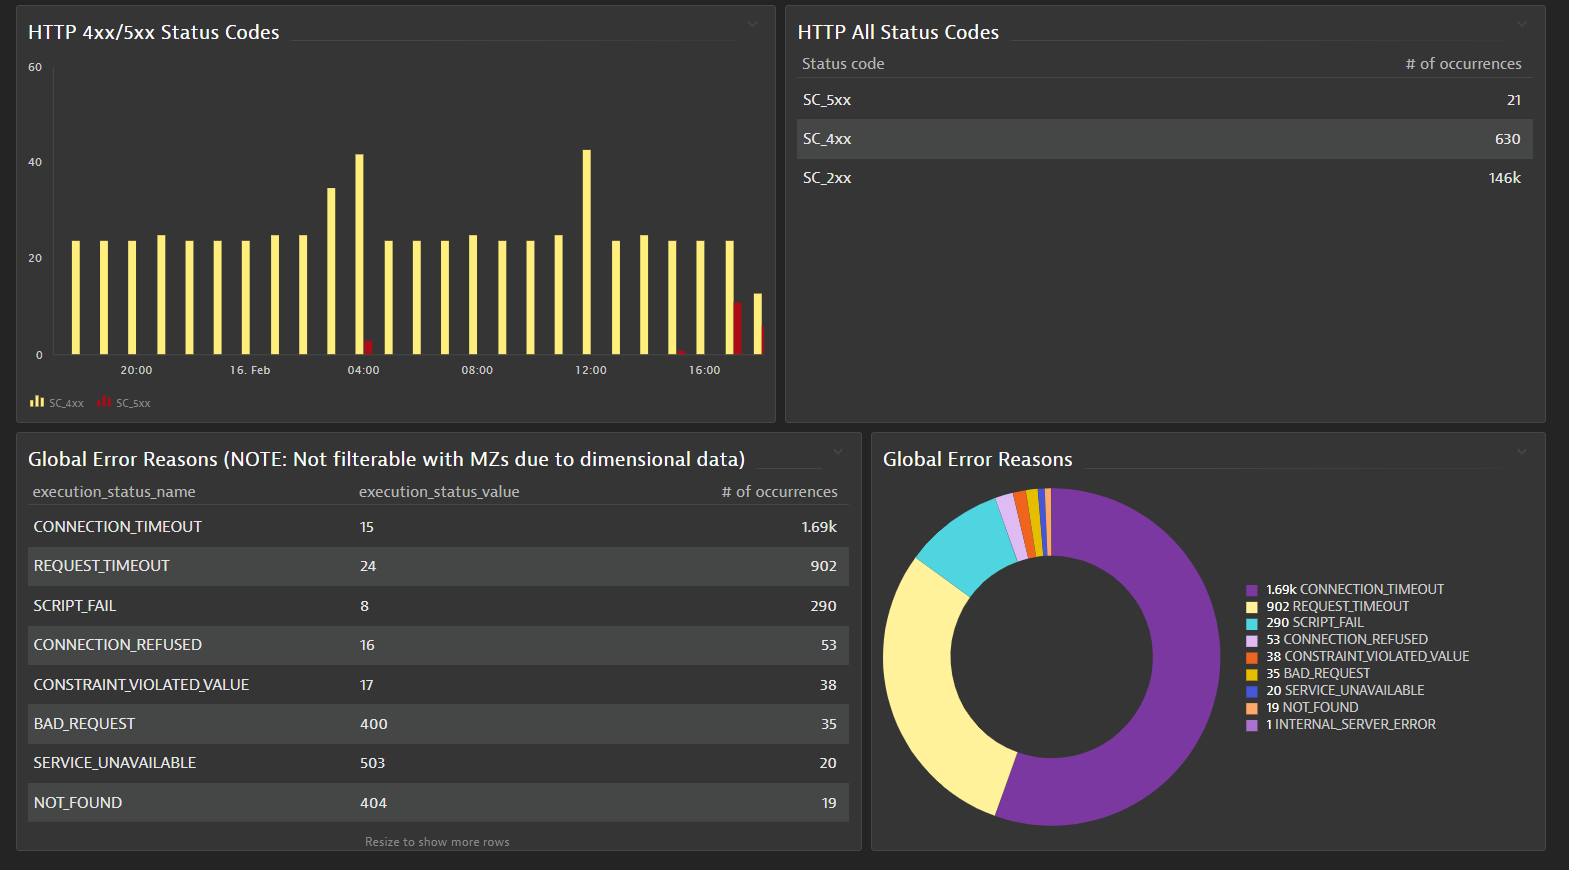 HTTP 4xx/5xx Status Codes
60
40
20
0
20:00 16. Feb 04:00 08:00 12:00 16:00
SC_4xx SC_5xx
HTTP All Status Codes
Status code # of occurrences
SC_5xx 21
SC_4xx 630
SC_2xx 146k
Global Error Reasons (NOTE: Not filterable with MZs due to dimensional data)
execution_status_name execution_status_value # of occurrences
CONNECTION_TIMEOUT 15 1.69k
REQUEST_TIMEOUT 24 902
SCRIPT_FAIL 8 290
CONNECTION_REFUSED 16 53
CONSTRAINT_VIOLATED_VALUE 17 38
BAD_REQUEST 400 35
SERVICE_UNAVAILABLE 503 20
NOT_FOUND 404 19
Resize to show more rows
Global Error Reasons
1.69k CONNECTION_TIMEOUT
902 REQUEST_TIMEOUT
290 SCRIPT_FAIL
53 CONNECTION_REFUSED
38 CONSTRAINT_VIOLATED_VALUE
35 BAD_REQUEST
20 SERVICE_UNAVAILABLE
19 NOT_FOUND
1 INTERNAL_SERVER_ERROR